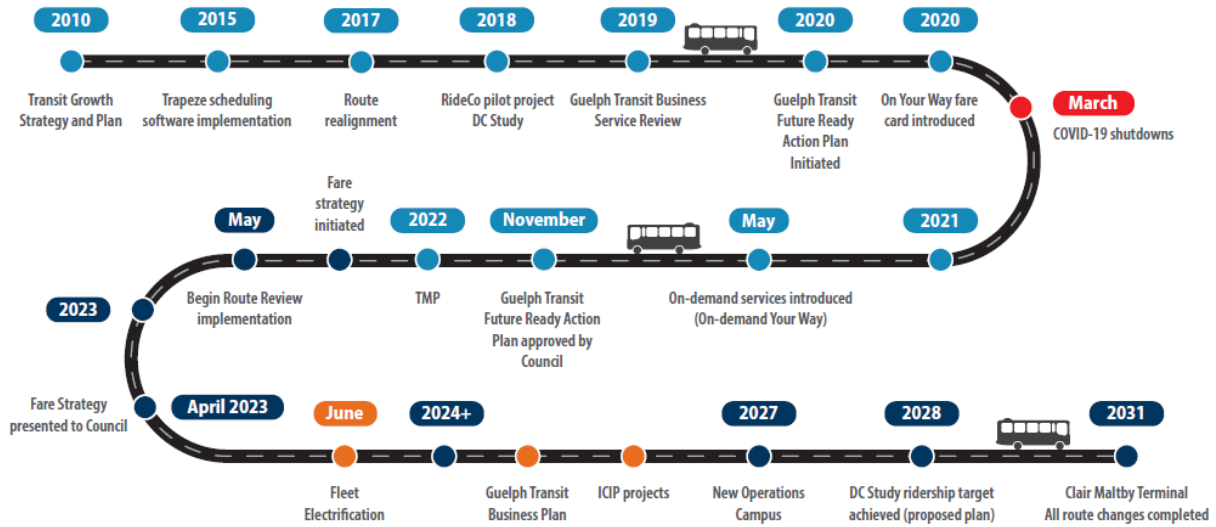 2010
2015
2017
2018
2019
2020
2020
Transit Growth
Strategy and Plan
Trapeze scheduling
software implementation
Route
realignment
RideCo pilot project
DC Study
Guelph Transit Business
Service Review
Guelph Transit
Future Ready
Action Plan
Initiated
On Your Way fare
card introduced
March
COVID-19 shutdowns
2021
May
On-demand services introduced
(On-demand Your Way)
November
Guelph Transit
Future Ready Action
Plan approved by
Council
2022
TMP
Fare
strategy
initiated
May
Begin Route Review
implementation
2023
April 2023
Fare Strategy
presented to Council
June
Fleet
Electrification
2024+
Guelph Transit
Business Plan
ICIP projects
2027
New Operations
Campus
2028
DC Study ridership target
achieved (proposed plan)
2031
Clair Maltby Terminal
All route changes completed